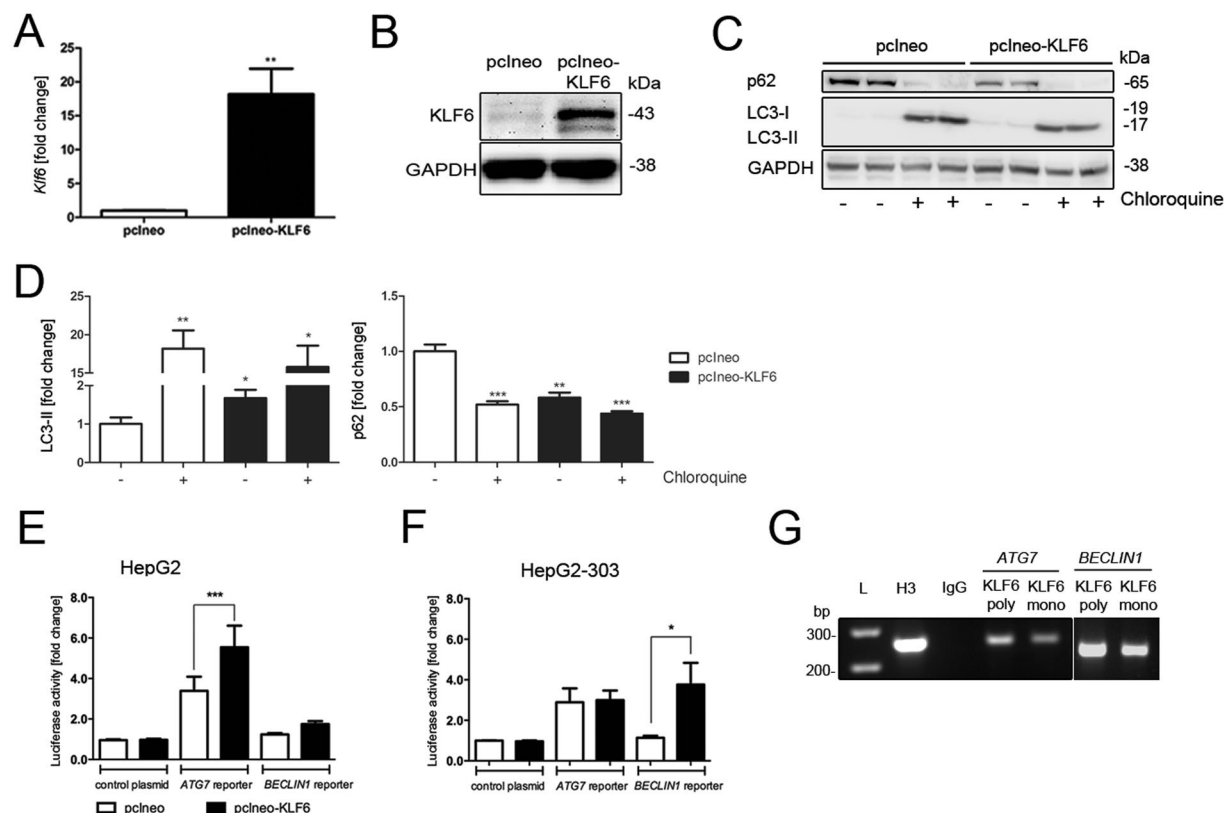 A
Klf6 [fold change]
25
20
15
10
5
0
**
pcIneo
pcIneo-KLF6
B
pcIneo
pcIneo-
KLF6
kDa
KLF6
-43
GAPDH
-38
C
pcIneo
pcIneo-KLF6
kDa
p62
-65
LC3-I
-19
LC3-II
-17
GAPDH
-38
- - + + - - + + Chloroquine
D
LC3-II [fold change]
25
20
15
2
1
0
** * *
- + - +
p62 [fold change]
1.5
1.0
0.5
0.0
*** ** ***
- + - + Chloroquine
pcIneo
pcIneo-KLF6
E
HepG2
Luciferase activity [fold change]
8.0
6.0
4.0
2.0
0.0
***
control plasmid ATG7 reporter BECLIN1 reporter
pcIneo pcIneo-KLF6
F
HepG2-303
Luciferase activity [fold change]
8.0
6.0
4.0
2.0
0.0
*
control plasmid ATG7 reporter BECLIN1 reporter
G
ATG7 BECLIN1
L H3 IgG KLF6 KLF6 KLF6 KLF6
poly mono poly mono
bp
300-
200-